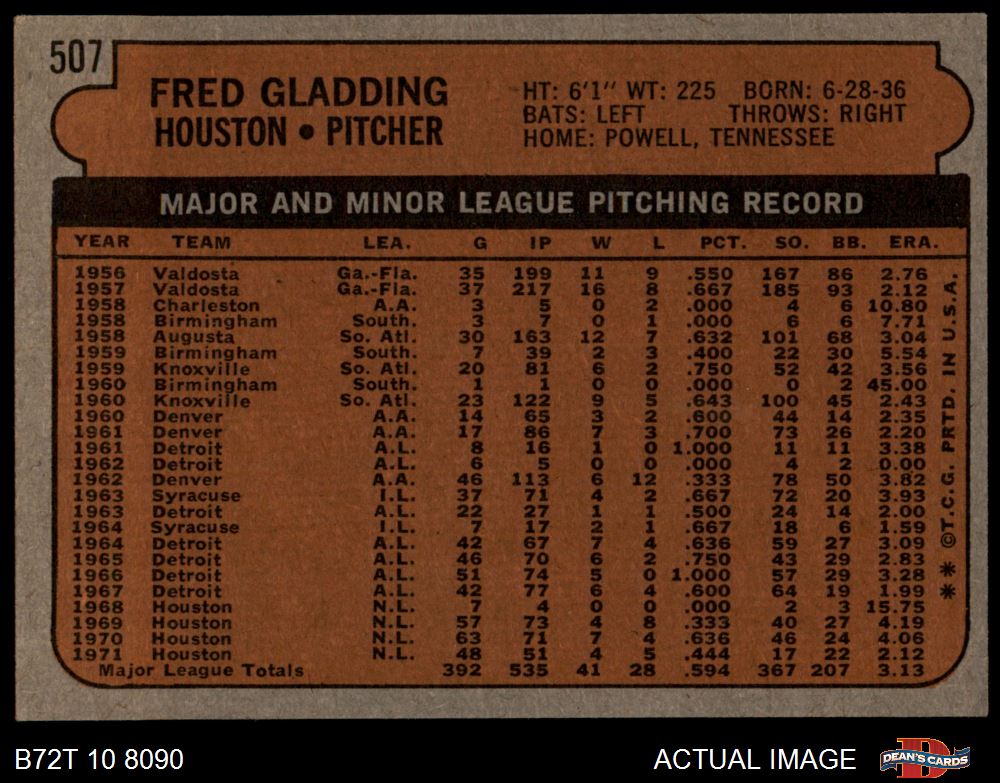 507
FRED GLADDING
HOUSTON • PITCHER
HT: 6'1" WT: 225 BORN: 6-28-36
BATS: LEFT THROWS: RIGHT
HOME: POWELL, TENNESSEE
MAJOR AND MINOR LEAGUE PITCHING RECORD
YEAR TEAM LEA. G IP W L PCT. SO. BB. ERA.
1956 Valdosta Ga.-Fla. 35 199 11 9 .550 167 86 2.76
1957 Valdosta Ga.-Fla. 37 217 16 8 .667 185 93 2.12
1958 Charleston A.A. 3 5 0 2 .000 4 6 10.80
1958 Birmingham South. 3 7 0 1 .000 6 6 7.71
1958 Augusta So. Atl. 30 163 12 7 .632 101 68 3.04
1959 Birmingham South. 7 39 2 3 .400 22 30 5.54
1959 Knoxville So. Atl. 20 81 6 2 .750 52 42 3.56
1960 Birmingham South. 1 1 0 0 .000 0 2 45.00
1960 Knoxville So. Atl. 23 122 9 5 .643 100 45 2.43
1960 Denver A.A. 14 65 3 2 .600 44 14 2.35
1961 Denver A.A. 17 86 7 3 .700 73 26 2.20
1961 Detroit A.L. 8 16 1 0 1.000 11 11 3.38
1962 Detroit A.L. 6 5 0 0 .000 4 2 0.00
1962 Denver A.A. 46 113 6 12 .333 78 50 3.82
1963 Syracuse I.L. 37 71 4 2 .667 72 20 3.93
1963 Detroit A.L. 22 27 1 1 .500 24 14 2.00
1964 Syracuse I.L. 7 17 2 1 .667 18 6 1.59
1964 Detroit A.L. 42 67 7 4 .636 59 27 3.09
1965 Detroit A.L. 46 70 6 2 .750 43 29 2.83
1966 Detroit A.L. 51 74 5 0 1.000 57 29 3.28
1967 Detroit A.L. 42 77 6 4 .600 64 19 1.99
1968 Houston N.L. 7 4 0 0 .000 2 3 15.75
1969 Houston N.L. 57 73 4 8 .333 40 27 4.19
1970 Houston N.L. 63 71 7 4 .636 46 24 4.06
1971 Houston N.L. 48 51 4 5 .444 17 22 2.12
Major League Totals 392 535 41 28 .594 367 207 3.13
** ©T.C.G. PRTD. IN U.S.A.
B72T 10 8090
ACTUAL IMAGE
DEAN'S CARDS